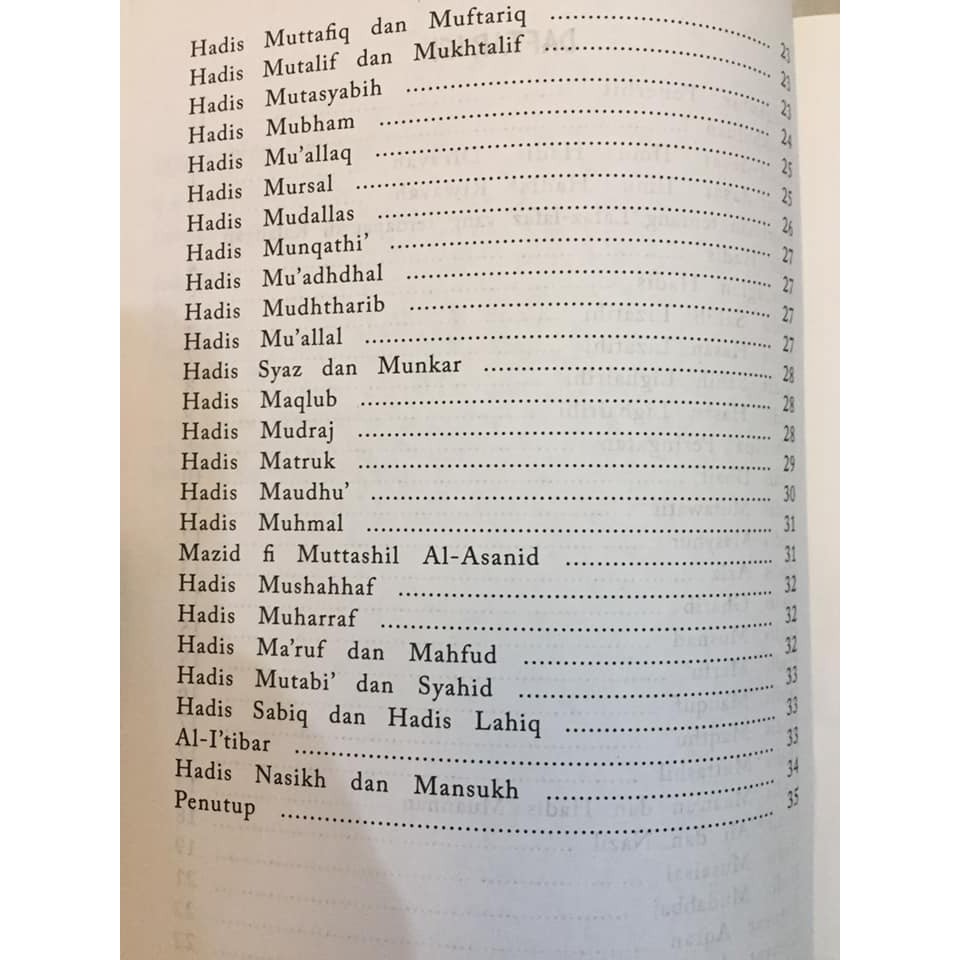 Hadis Muttafiq dan Muftariq ........................ 23
Hadis Mutalif dan Mukhtalif ........................ 23
Hadis Mutasyabih ........................ 23
Hadis Mubham ........................ 24
Hadis Mu'allaq ........................ 25
Hadis Mursal ........................ 25
Hadis Mudallas ........................ 26
Hadis Munqathi' ........................ 27
Hadis Mu'adhdhal ........................ 27
Hadis Mudhtharib ........................ 27
Hadis Mu'allal ........................ 27
Hadis Syaz dan Munkar ........................ 28
Hadis Maqlub ........................ 28
Hadis Mudraj ........................ 28
Hadis Matruk ........................ 29
Hadis Maudhu' ........................ 30
Hadis Muhmal ........................ 31
Mazid fi Muttashil Al-Asanid ........................ 31
Hadis Mushahhaf ........................ 32
Hadis Muharraf ........................ 32
Hadis Ma'ruf dan Mahfud ........................ 32
Hadis Mutabi' dan Syahid ........................ 33
Hadis Sabiq dan Hadis Lahiq ........................ 33
Al-I'tibar ........................ 33
Hadis Nasikh dan Mansukh ........................ 34
Penutup ........................ 35